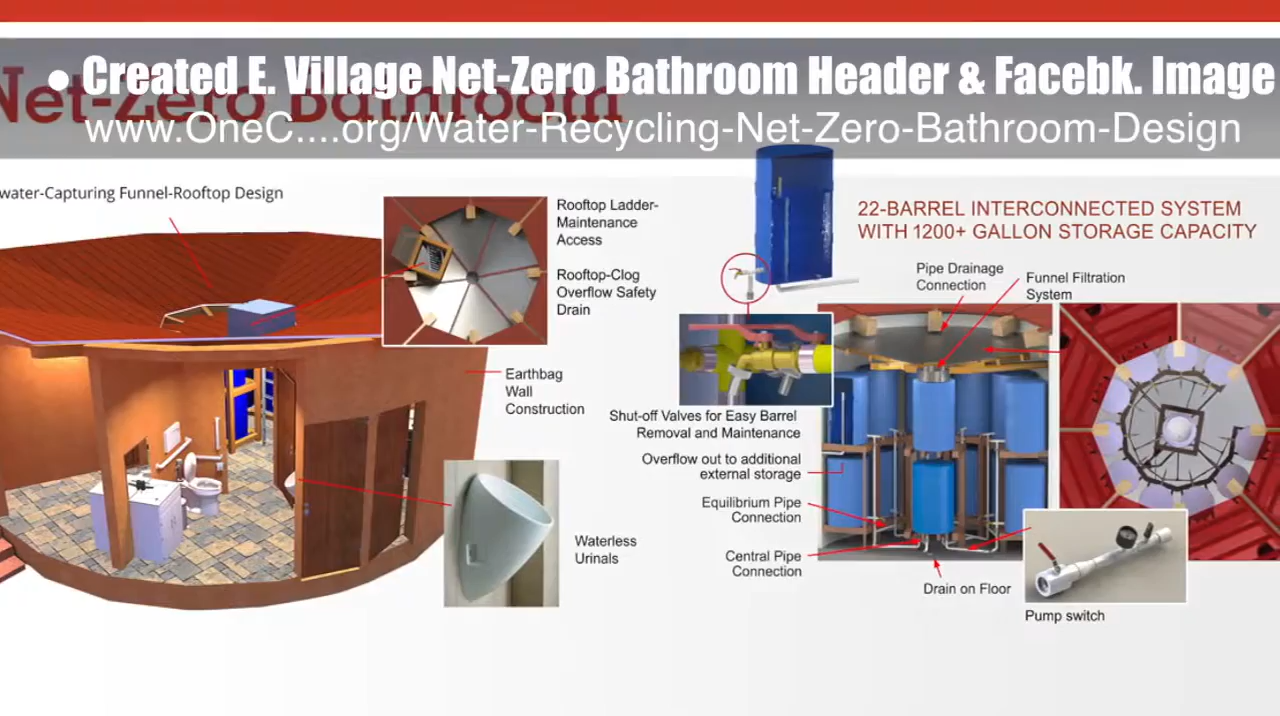 ● Created E. Village Net-Zero Bathroom Header & Facebk. Image
www.OneC....org/Water-Recycling-Net-Zero-Bathroom-Design
Net-Zero Bathroom
water-Capturing Funnel-Rooftop Design
Rooftop Ladder-
Maintenance
Access
Rooftop-Clog
Overflow Safety
Drain
Earthbag
Wall
Construction
Waterless
Urinals
22-BARREL INTERCONNECTED SYSTEM
WITH 1200+ GALLON STORAGE CAPACITY
Pipe Drainage
Connection
Funnel Filtration
System
Shut-off Valves for Easy Barrel
Removal and Maintenance
Overflow out to additional
external storage
Equilibrium Pipe
Connection
Central Pipe
Connection
Drain on Floor
Pump switch